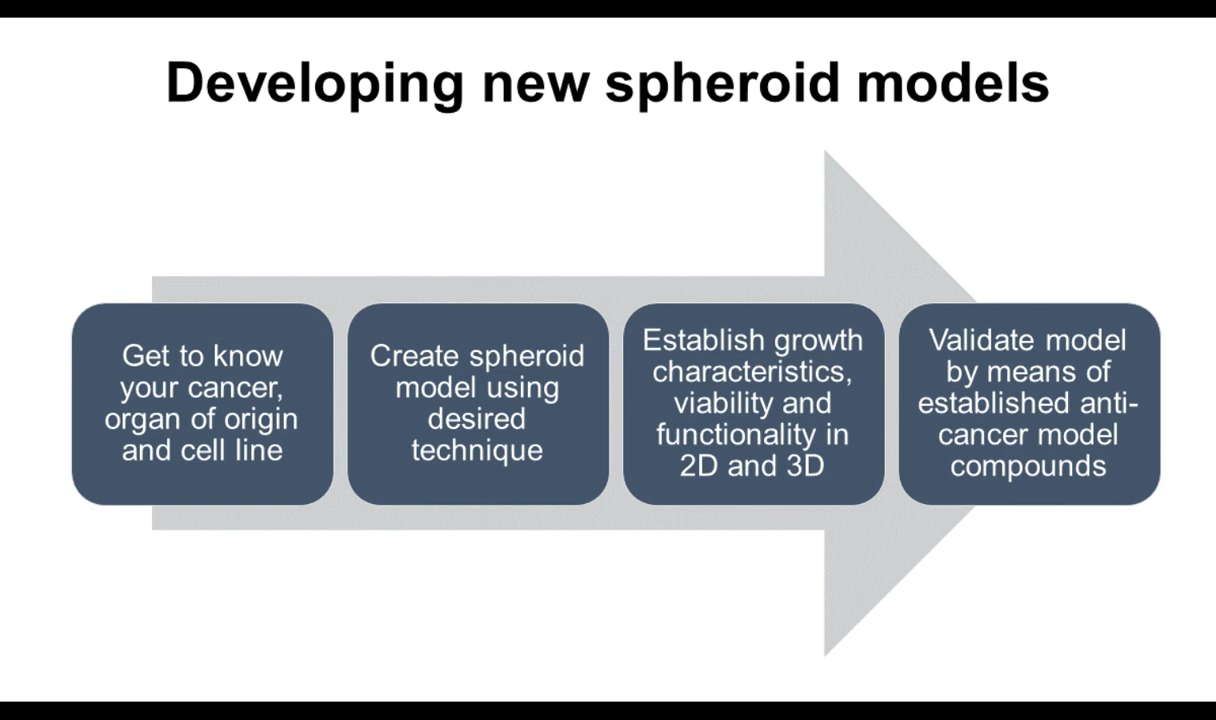 Developing new spheroid models
Get to know
your cancer,
organ of origin
and cell line
Create spheroid
model using
desired
technique
Establish growth
characteristics,
viability and
functionality in
2D and 3D
Validate model
by means of
established anti-
cancer model
compounds